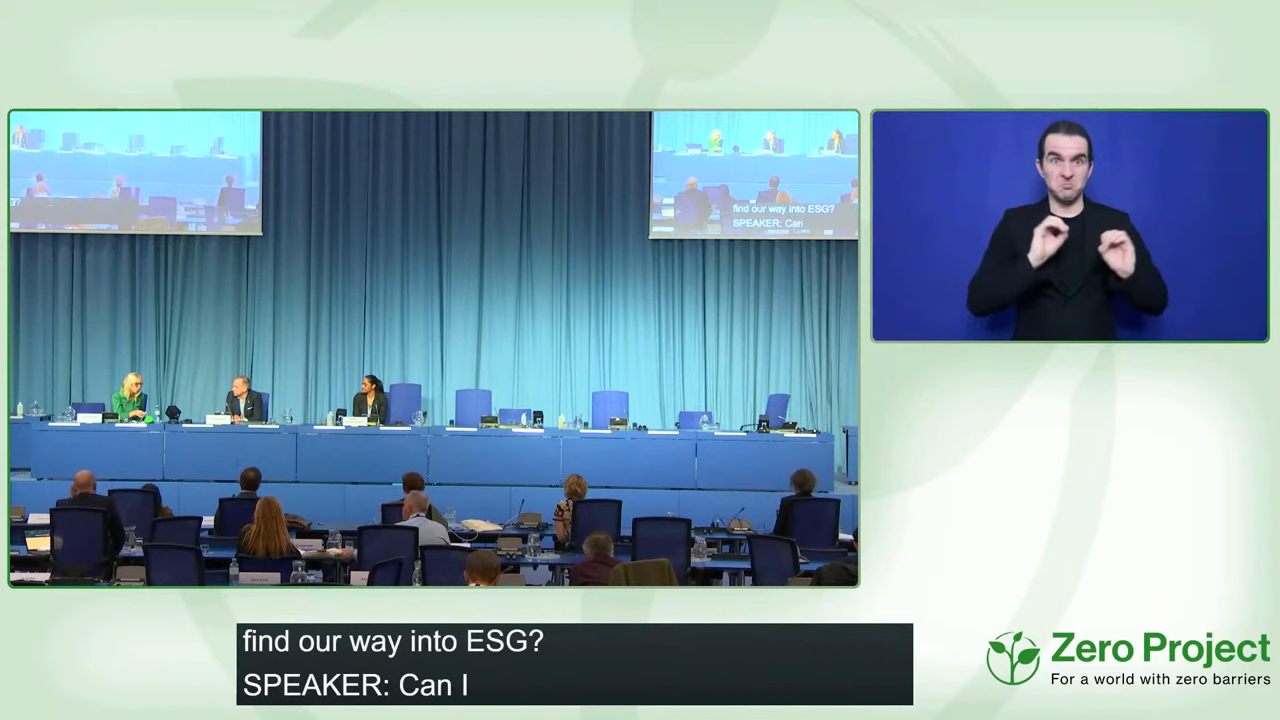 find our way into ESG?
SPEAKER: Can
find our way into ESG?
SPEAKER: Can I
Zero Project
For a world with zero barriers